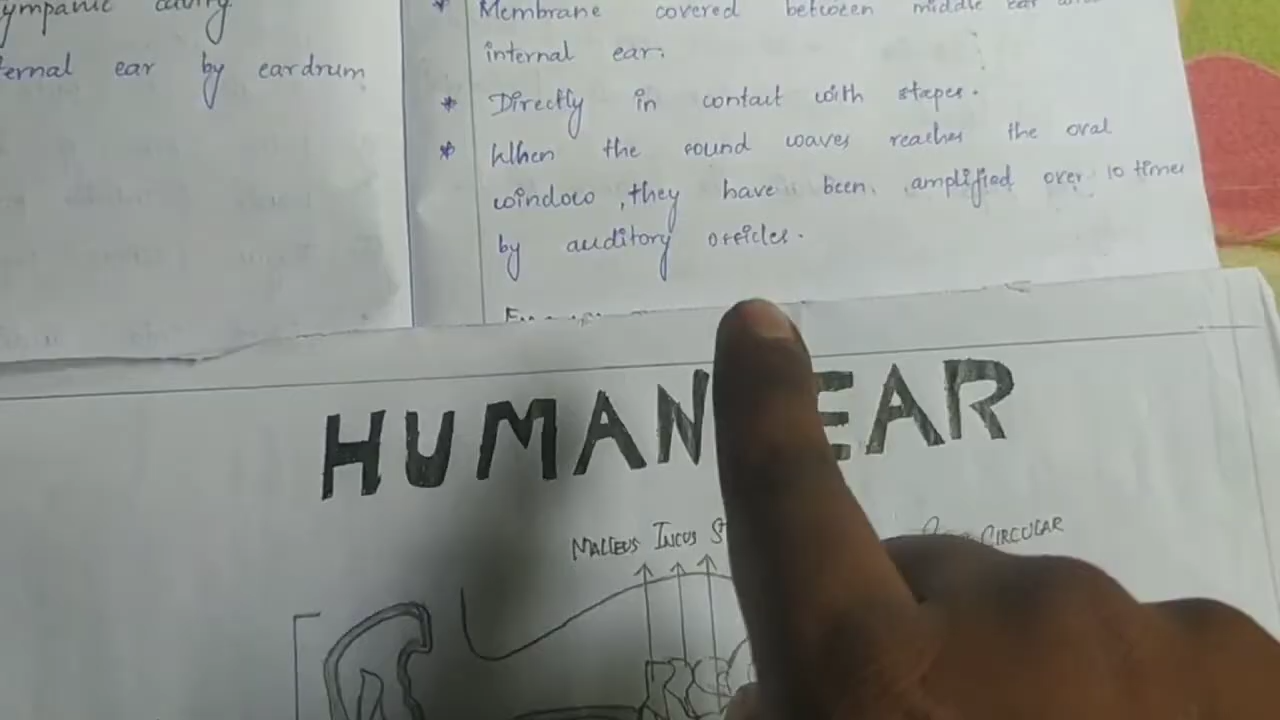 ympanic cavity.
ernal ear by eardrum
* Membrane covered between middle ear
internal ear.
* Directly in contact with stapes.
* When the sound waves reaches the oral
window, they have been amplified over 10 times
by auditory ossicles.
HUMAN EAR
MALLEUS INCUS
CIRCULAR